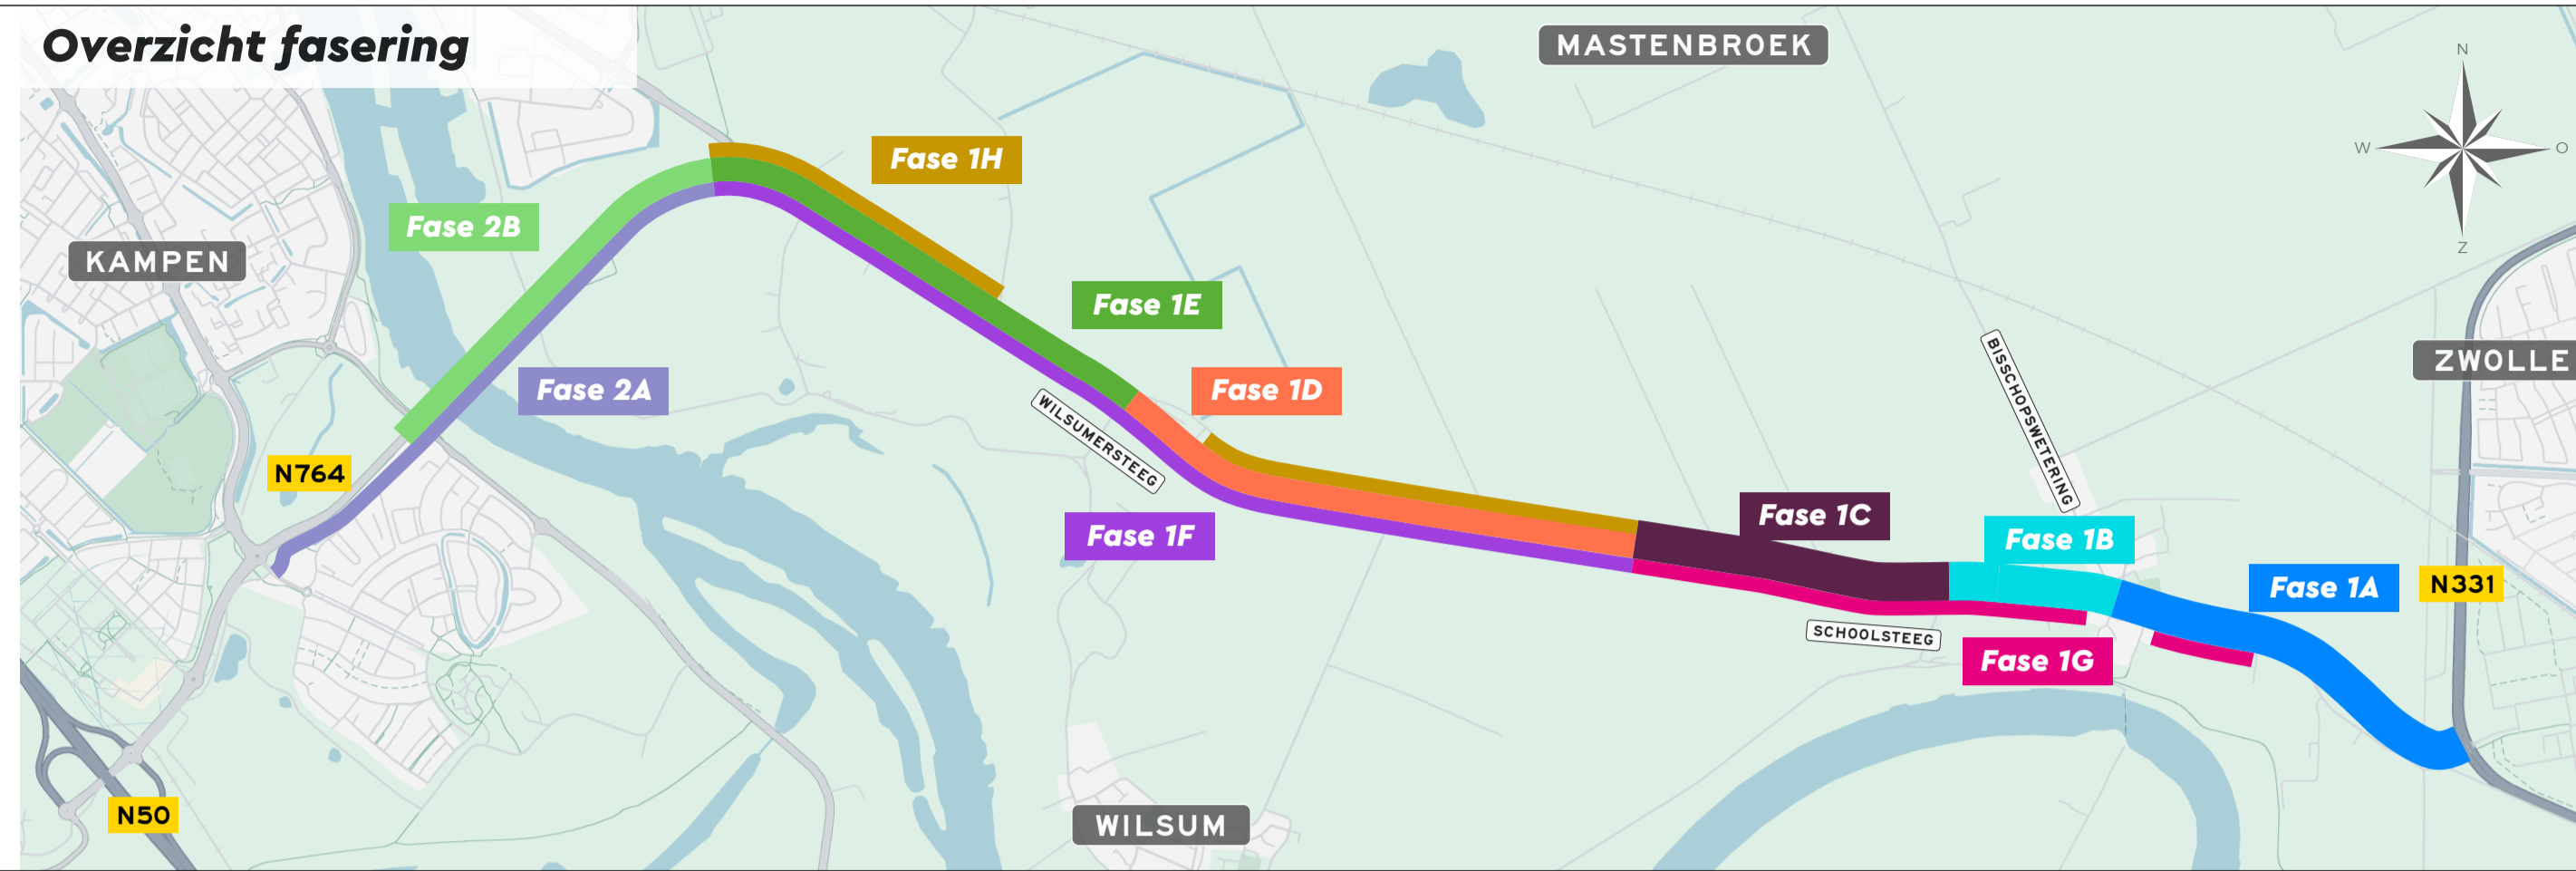 Overzicht fasering
MASTENBROEK
N
W
O
Z
Fase 1H
Fase 2B
KAMPEN
Fase 1E
ZWOLLE
Fase 2A
Fase 1D
WILSUMERSTEEG
BISSCHOPSWETERING
N764
Fase 1F
Fase 1C
Fase 1B
Fase 1A
N331
SCHOOLSTEEG
Fase 1G
N50
WILSUM